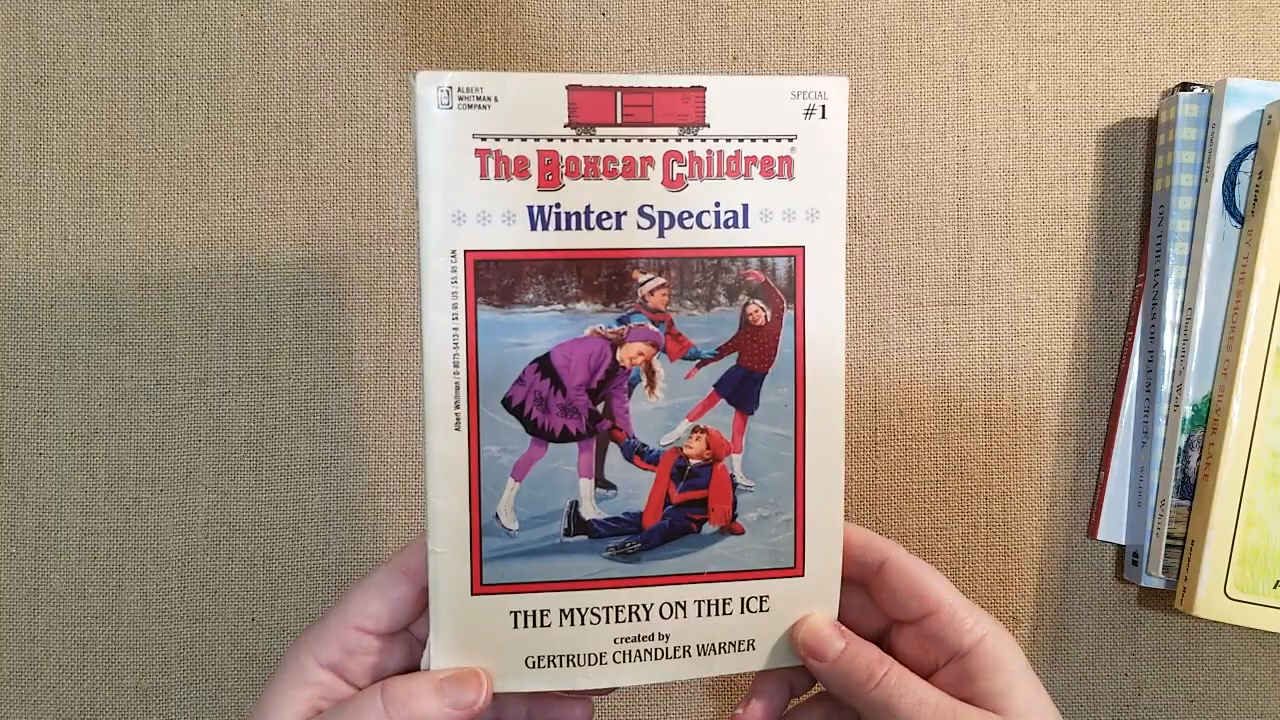 ALBERT
WHITMAN &
COMPANY
SPECIAL
#1
The Boxcar Children®
Winter Special
Albert Whitman / 0-8075-5413-8 / $3.95 US / $5.95 CAN
THE MYSTERY ON THE ICE
created by
GERTRUDE CHANDLER WARNER
ON THE BANKS OF PLUM CREEK • WILDER
Charlotte's Web
White
Wilder BY THE SHORES OF SILVER LAKE